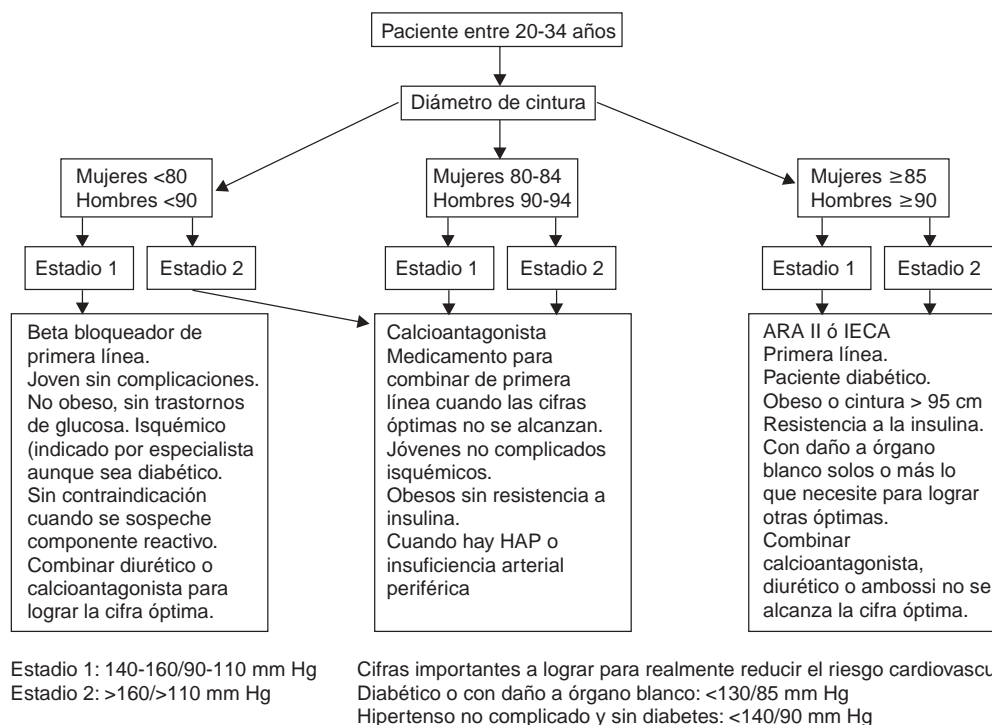 Paciente entre 20-34 años
Diámetro de cintura
Mujeres <80
Hombres <90
Mujeres 80-84
Hombres 90-94
Mujeres ≥85
Hombres ≥90
Estadio 1
Estadio 2
Estadio 1
Estadio 2
Estadio 1
Estadio 2
Beta bloqueador de
primera línea.
Joven sin complicaciones.
No obeso, sin trastornos
de glucosa. Isquémico
(indicado por especialista
aunque sea diabético.
Sin contraindicación
cuando se sospeche
componente reactivo.
Combinar diurético o
calcioantagonista para
lograr la cifra óptima.
Calcioantagonista
Medicamento para
combinar de primera
línea cuando las cifras
óptimas no se alcanzan.
Jóvenes no complicados
isquémicos.
Obesos sin resistencia a
insulina.
Cuando hay HAP o
insuficiencia arterial
periférica
ARA II ó IECA
Primera línea.
Paciente diabético.
Obeso o cintura > 95 cm
Resistencia a la insulina.
Con daño a órgano
blanco solos o más lo
que necesite para lograr
otras óptimas.
Combinar
calcioantagonista,
diurético o ambossi no se
alcanza la cifra óptima.
Estadio 1: 140-160/90-110 mm Hg
Estadio 2: >160/>110 mm Hg
Cifras importantes a lograr para realmente reducir el riesgo cardiovascu
Diabético o con daño a órgano blanco: <130/85 mm Hg
Hipertenso no complicado y sin diabetes: <140/90 mm Hg